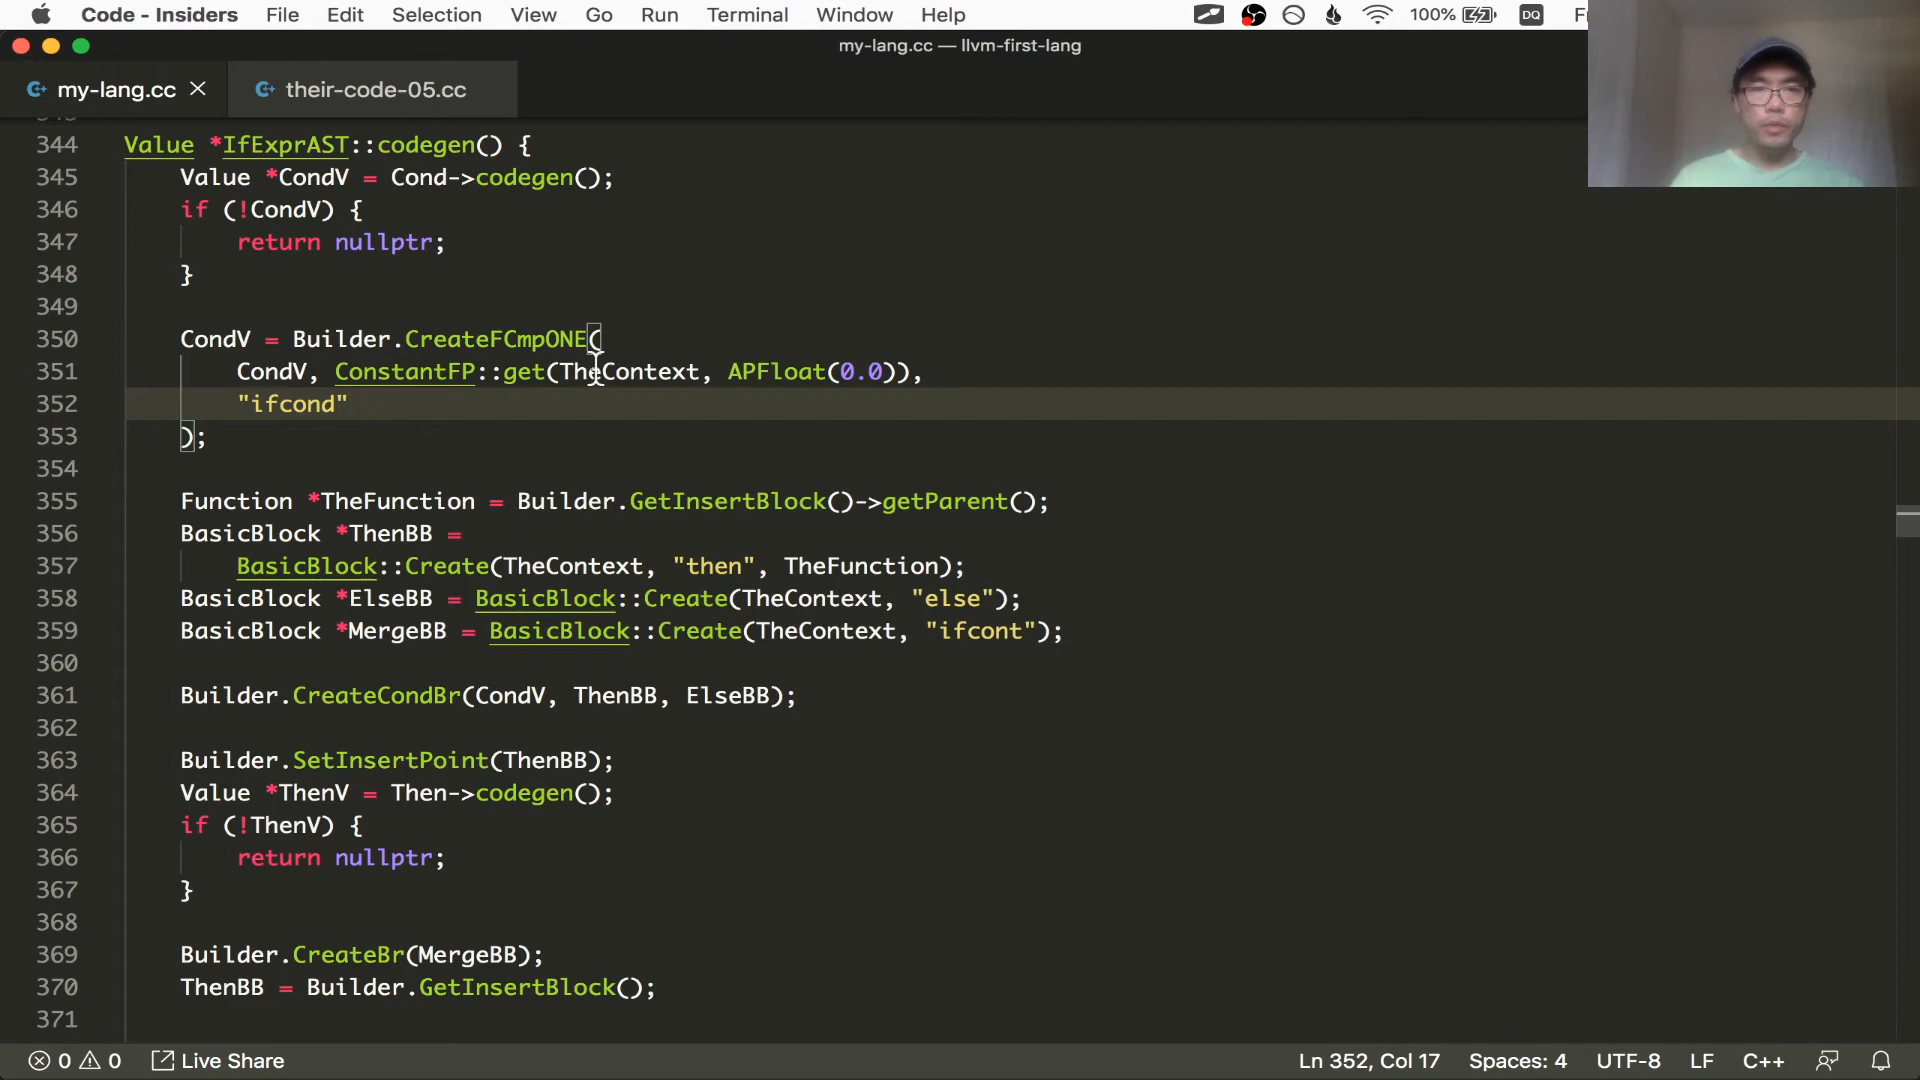 Code - Insiders File Edit Selection View Go Run Terminal Window Help 100% DQ
my-lang.cc — llvm-first-lang
my-lang.cc their-code-05.cc
344 Value *IfExprAST::codegen() {
345 Value *CondV = Cond->codegen();
346 if (!CondV) {
347 return nullptr;
348 }
349
350 CondV = Builder.CreateFCmpONE(
351 CondV, ConstantFP::get(TheContext, APFloat(0.0)),
352 "ifcond"
353 );
354
355 Function *TheFunction = Builder.GetInsertBlock()->getParent();
356 BasicBlock *ThenBB =
357 BasicBlock::Create(TheContext, "then", TheFunction);
358 BasicBlock *ElseBB = BasicBlock::Create(TheContext, "else");
359 BasicBlock *MergeBB = BasicBlock::Create(TheContext, "ifcont");
360
361 Builder.CreateCondBr(CondV, ThenBB, ElseBB);
362
363 Builder.SetInsertPoint(ThenBB);
364 Value *ThenV = Then->codegen();
365 if (!ThenV) {
366 return nullptr;
367 }
368
369 Builder.CreateBr(MergeBB);
370 ThenBB = Builder.GetInsertBlock();
371
0 0 Live Share Ln 352, Col 17 Spaces: 4 UTF-8 LF C++